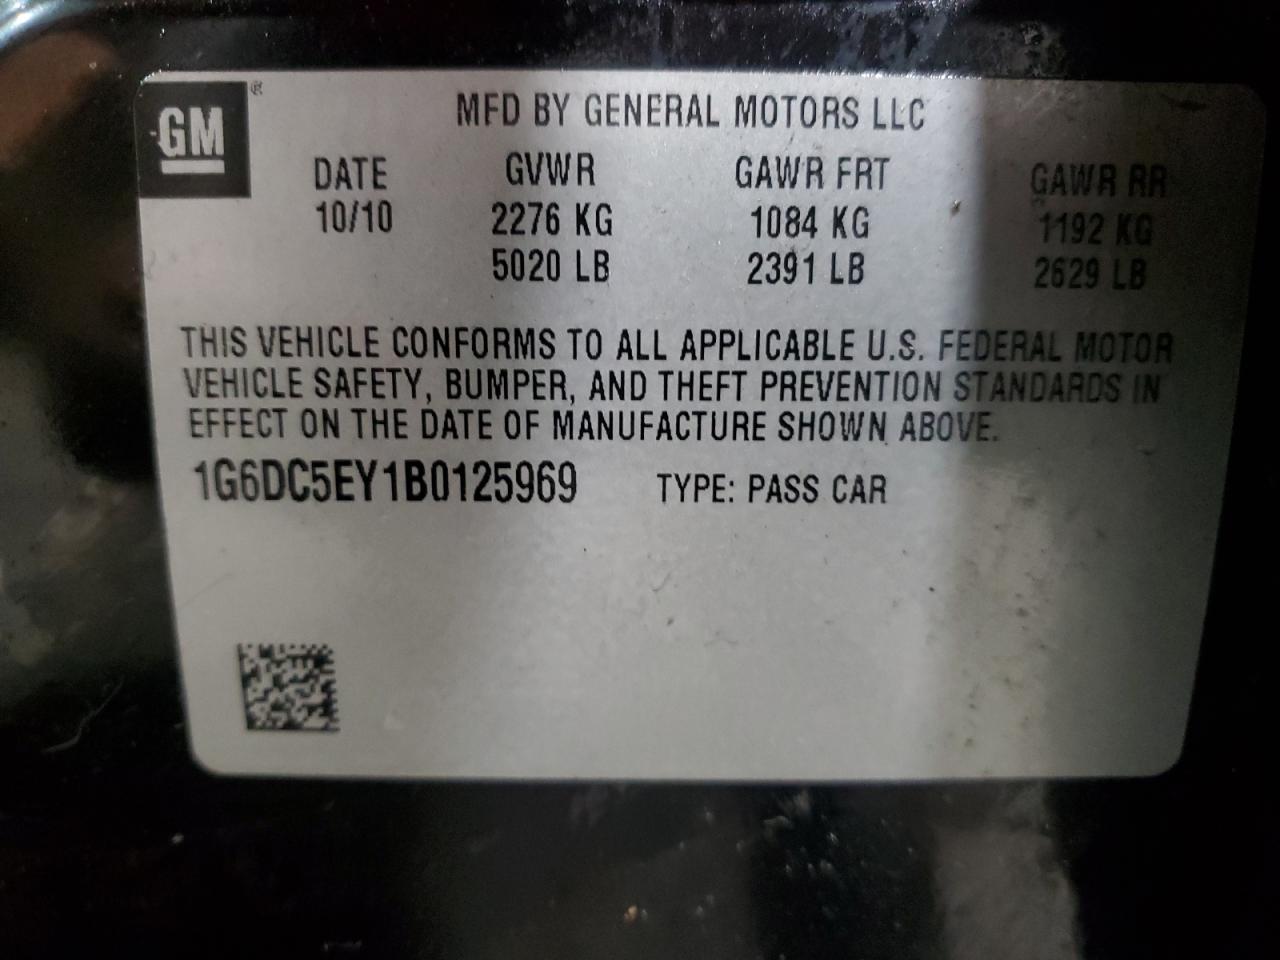 GM ®
MFD BY GENERAL MOTORS LLC
DATE GVWR GAWR FRT GAWR RR
10/10 2276 KG 1084 KG 1192 KG
5020 LB 2391 LB 2629 LB
THIS VEHICLE CONFORMS TO ALL APPLICABLE U.S. FEDERAL MOTOR
VEHICLE SAFETY, BUMPER, AND THEFT PREVENTION STANDARDS IN
EFFECT ON THE DATE OF MANUFACTURE SHOWN ABOVE.
1G6DC5EY1B0125969 TYPE: PASS CAR